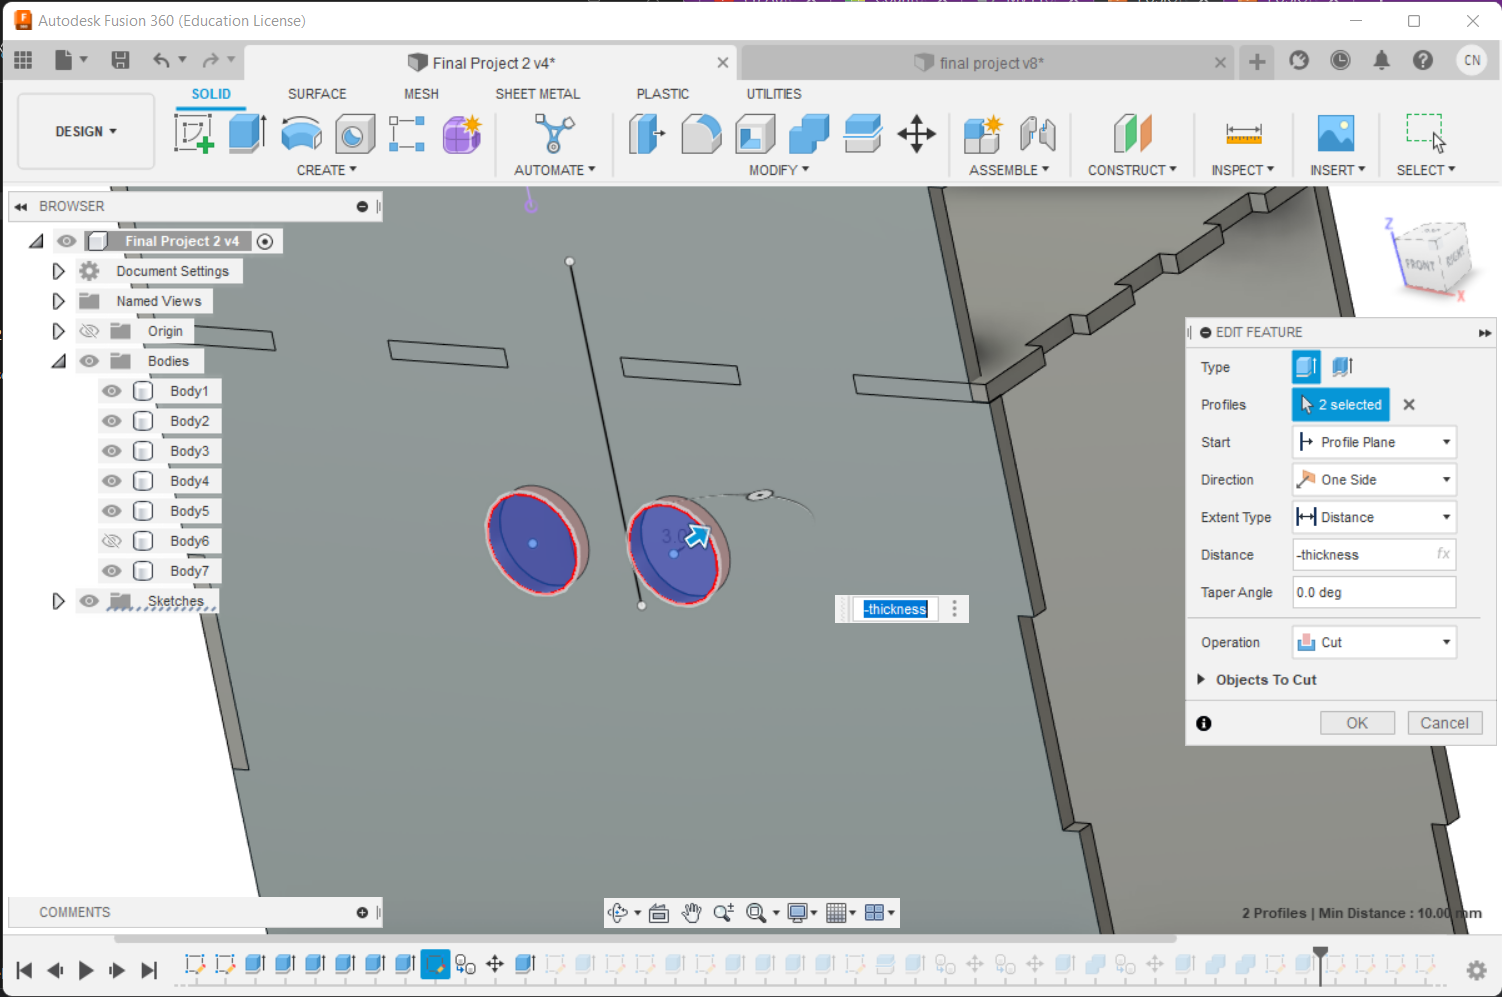 Autodesk Fusion 360 (Education License)
Final Project 2 v4*
final project v8*
CN
SOLID SURFACE MESH SHEET METAL PLASTIC UTILITIES
DESIGN
CREATE AUTOMATE MODIFY ASSEMBLE CONSTRUCT INSPECT INSERT SELECT
BROWSER
Final Project 2 v4
Document Settings
Named Views
Origin
Bodies
Body1
Body2
Body3
Body4
Body5
Body6
Body7
Sketches
Z
FRONT
RIGHT
X
-thickness
EDIT FEATURE
Type
Profiles 2 selected
Start Profile Plane
Direction One Side
Extent Type Distance
Distance -thickness fx
Taper Angle 0.0 deg
Operation Cut
Objects To Cut
OK Cancel
COMMENTS
2 Profiles | Min Distance : 10.00 mm